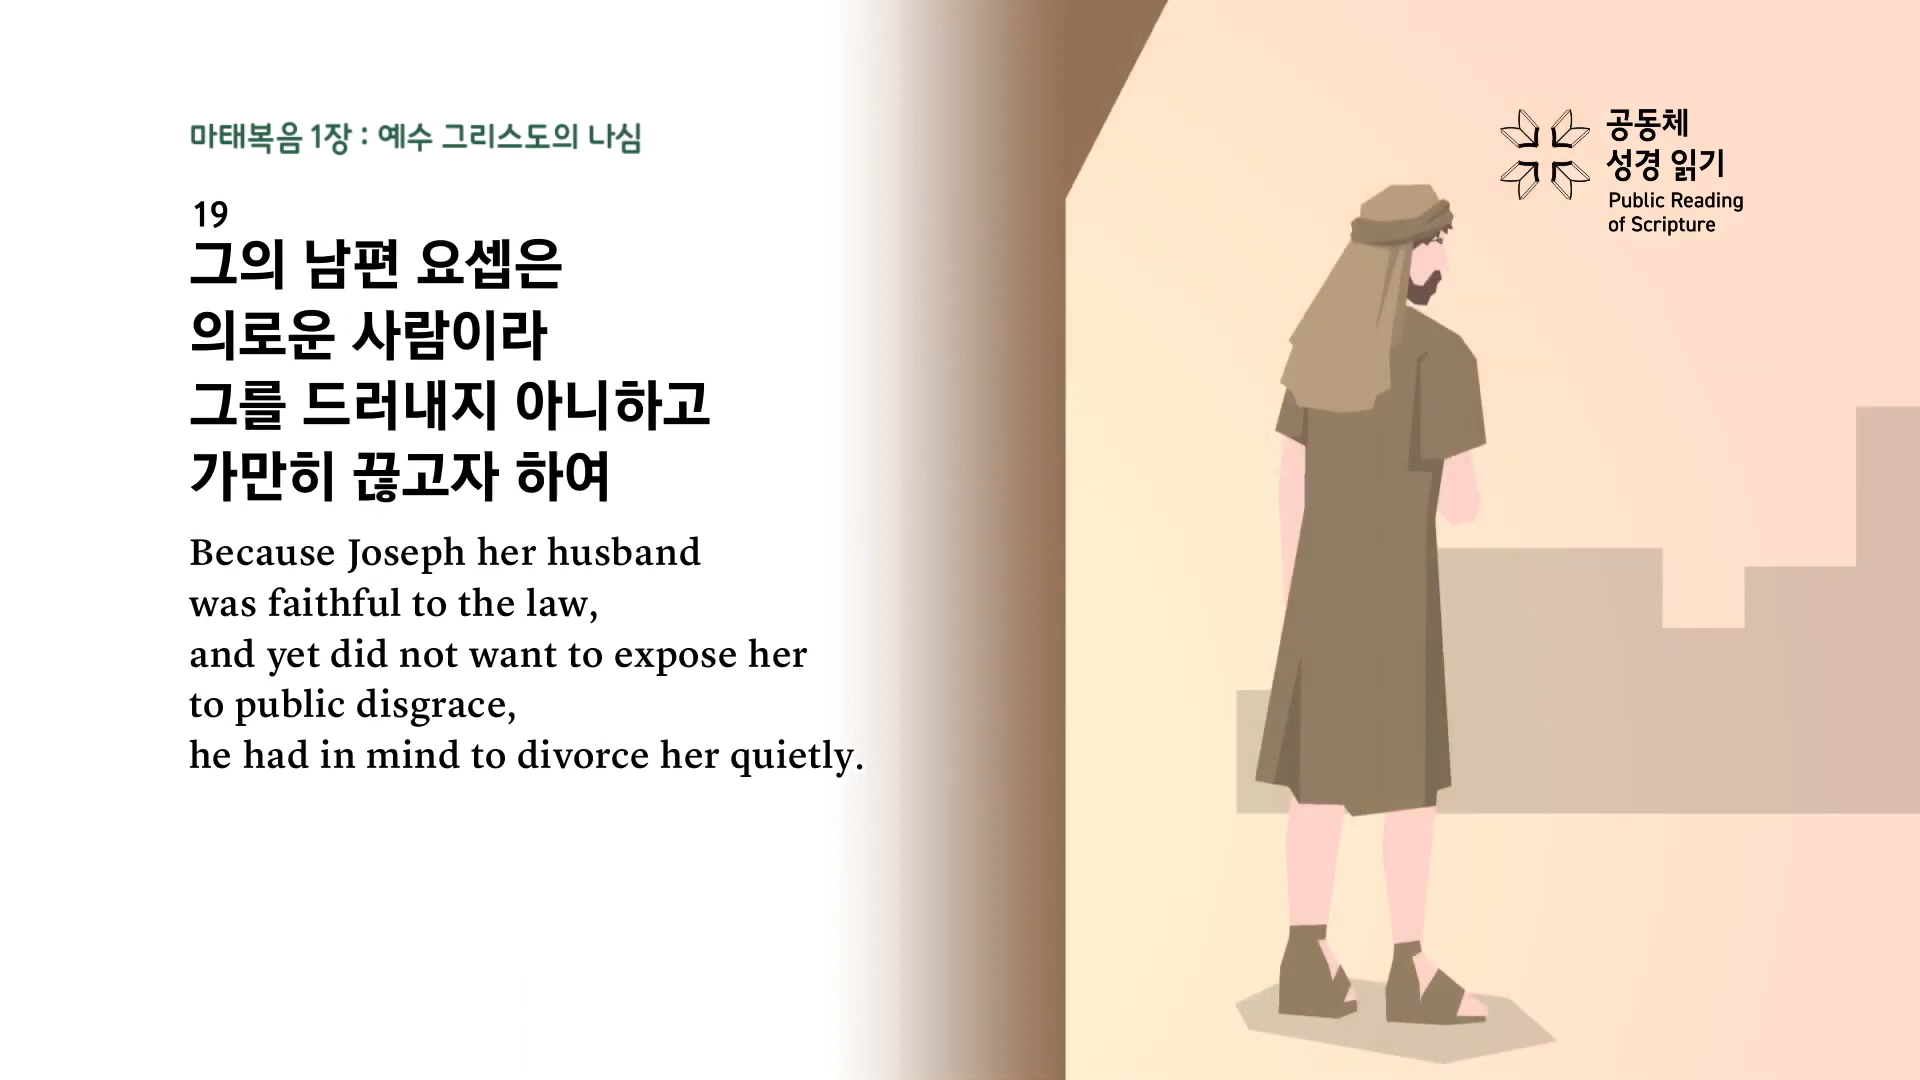 마태복음 1장 : 예수 그리스도의 나심
19
그의 남편 요셉은
의로운 사람이라
그를 드러내지 아니하고
가만히 끊고자 하여
Because Joseph her husband
was faithful to the law,
and yet did not want to expose her
to public disgrace,
he had in mind to divorce her quietly.
공동체
성경 읽기
Public Reading
of Scripture